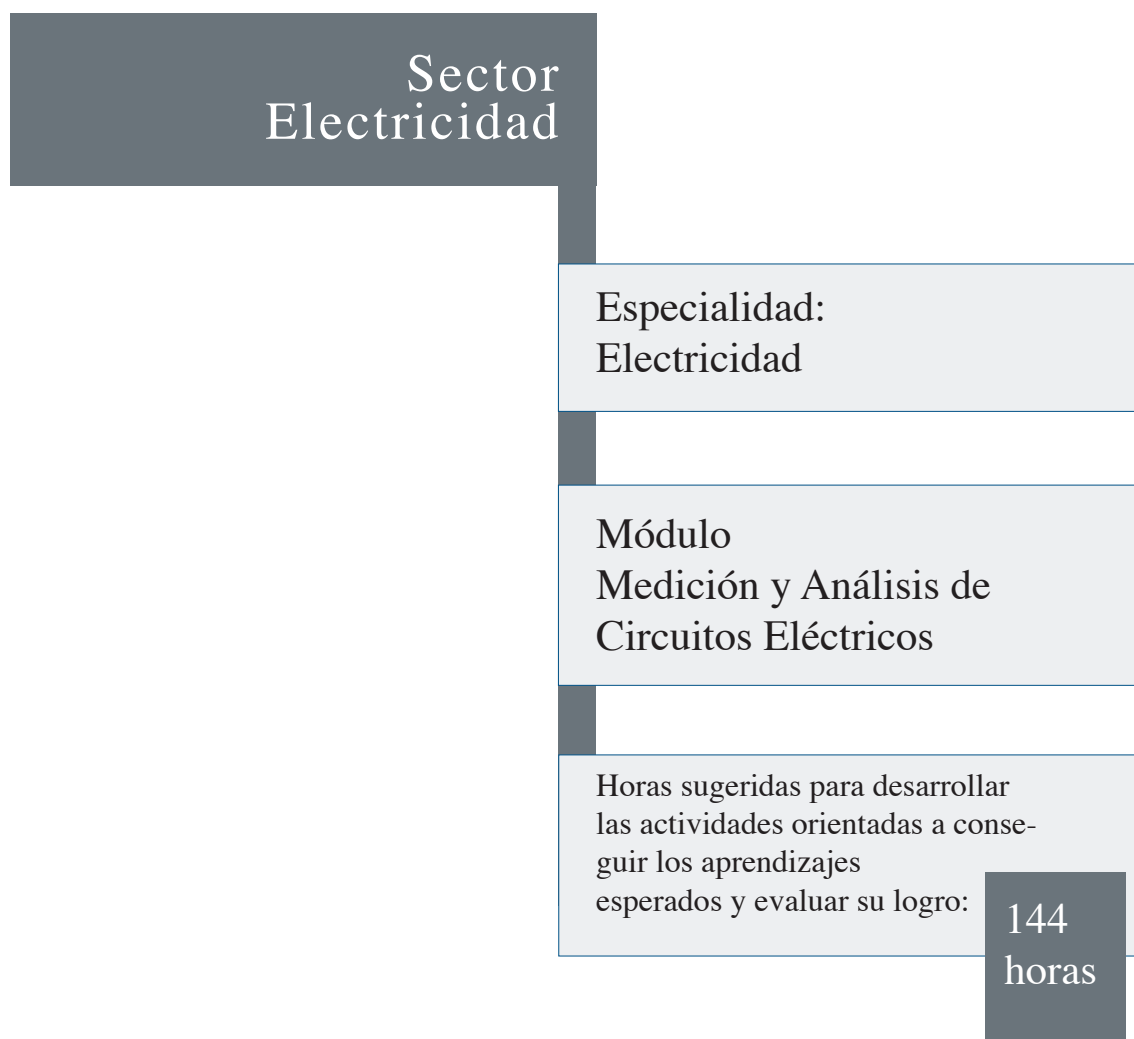 Sector
Electricidad
Especialidad:
Electricidad
Módulo
Medición y Análisis de
Circuitos Eléctricos
Horas sugeridas para desarrollar
las actividades orientadas a conse-
guir los aprendizajes
esperados y evaluar su logro:
144
horas